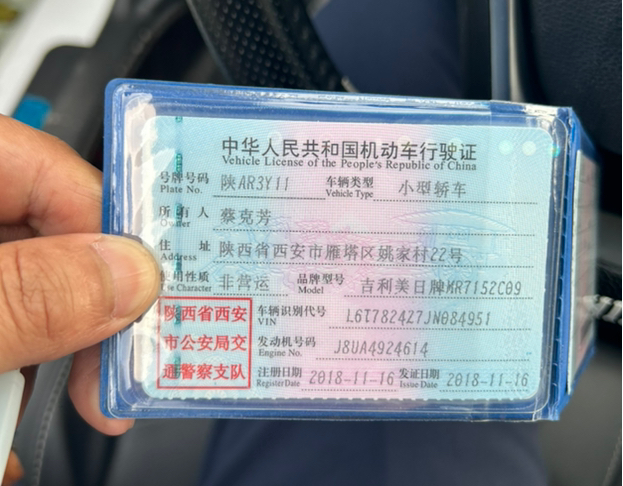 中华人民共和国机动车行驶证
Vehicle License of the People's Republic of China
号牌号码 陕AR3Y11 车辆类型 小型轿车
Plate No. Vehicle Type
所有人 蔡克芳
Owner
住址 陕西省西安市雁塔区姚家村22号
Address
使用性质 非营运 品牌型号 吉利美日牌MR7152C09
Use Character Model
陕西省西安
市公安局交
通警察支队
车辆识别代号 L6T7824Z7JN084951
VIN
发动机号码 J8UA4924614
Engine No.
注册日期 2018-11-16 发证日期 2018-11-16
Register Date Issue Date